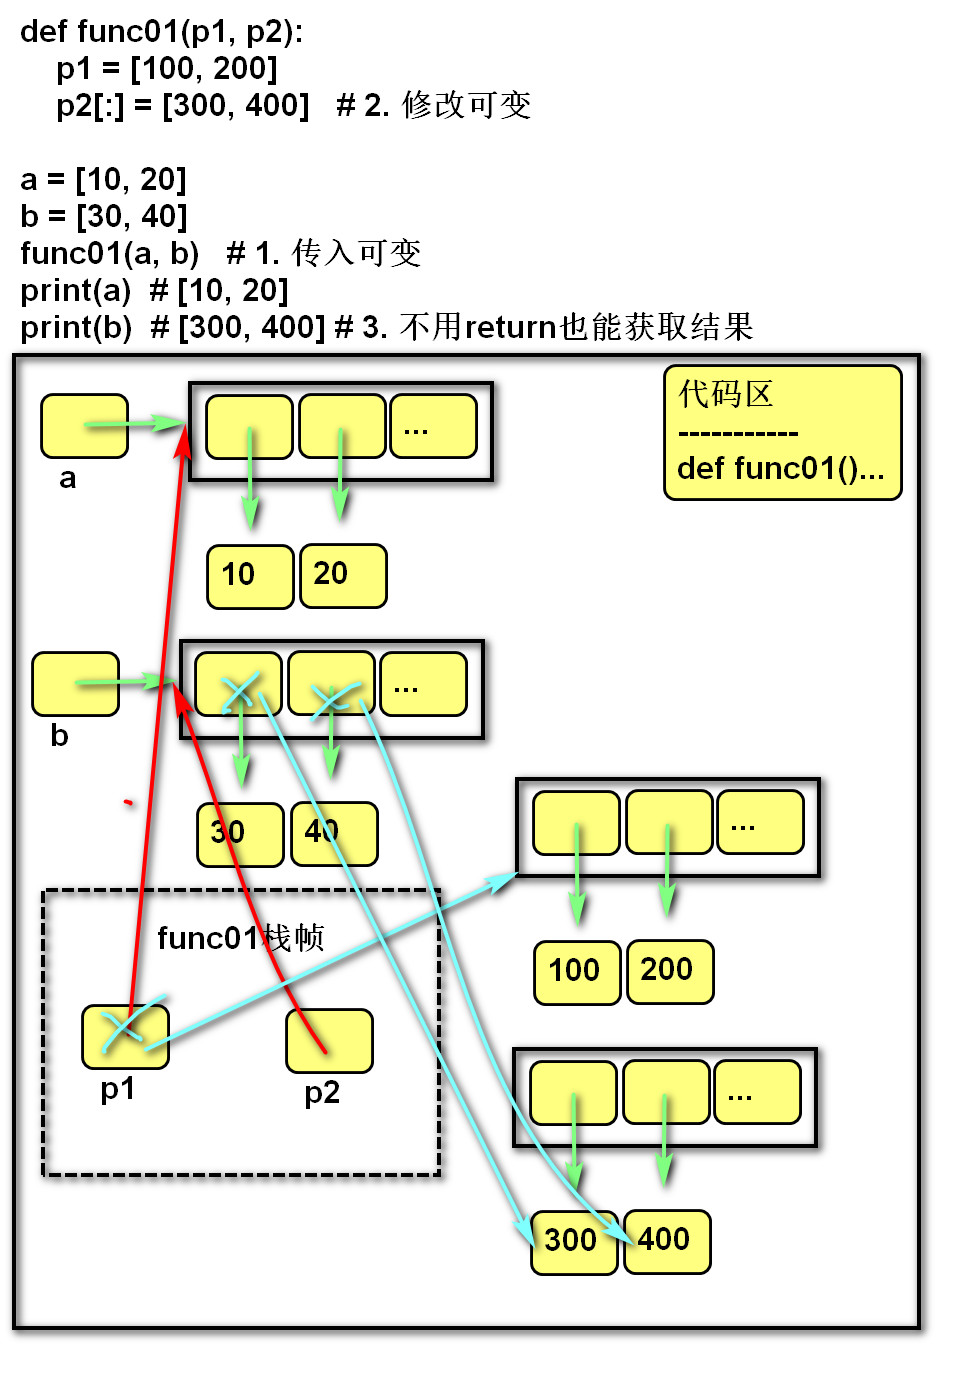 def func01(p1, p2):
    p1 = [100, 200]
    p2[:] = [300, 400]   # 2. 修改可变
a = [10, 20]
b = [30, 40]
func01(a, b)   # 1. 传入可变
print(a)  # [10, 20]
print(b)  # [300, 400] # 3. 不用return也能获取结果
代码区
-----------
def func01()...
...
a
10
20
...
b
30
40
...
func01栈帧
100
200
p1
p2
...
300
400